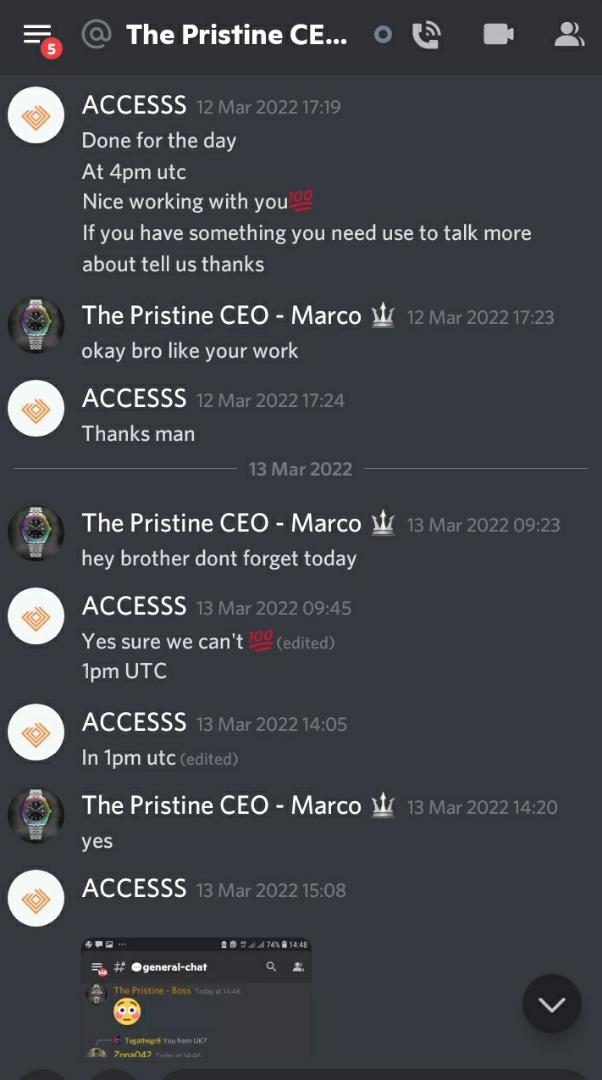 5 @ The Pristine CE...
ACCESSS 12 Mar 2022 17:19
Done for the day
At 4pm utc
Nice working with you💯
If you have something you need use to talk more
about tell us thanks
The Pristine CEO - Marco 12 Mar 2022 17:23
okay bro like your work
ACCESSS 12 Mar 2022 17:24
Thanks man
13 Mar 2022
The Pristine CEO - Marco 13 Mar 2022 09:23
hey brother dont forget today
ACCESSS 13 Mar 2022 09:45
Yes sure we can't 💯 (edited)
1pm UTC
ACCESSS 13 Mar 2022 14:05
In 1pm utc (edited)
The Pristine CEO - Marco 13 Mar 2022 14:20
yes
ACCESSS 13 Mar 2022 15:08
74% 14:48
# general-chat
The Pristine - Boss Today at 14:46
Tegathegr8 You from UK?
Zona042 Today at 14:46